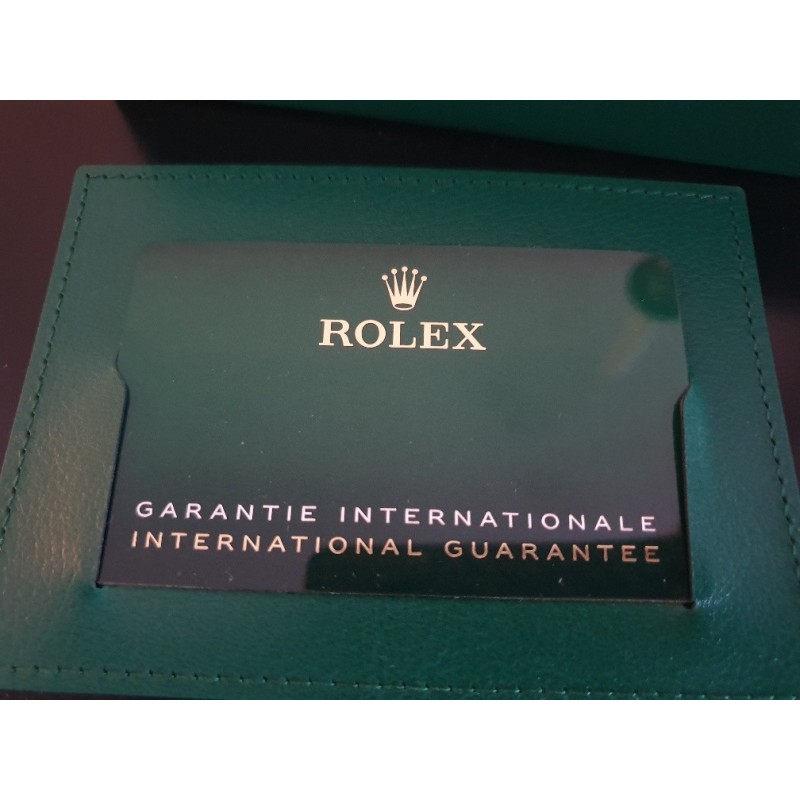 ROLEX
GARANTIE INTERNATIONALE
INTERNATIONAL GUARANTEE